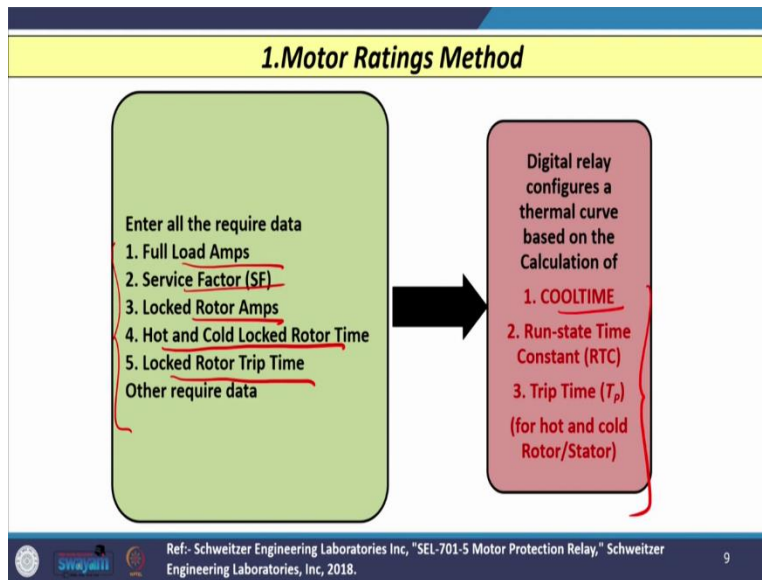 1.Motor Ratings Method
Enter all the require data
1. Full Load Amps
2. Service Factor (SF)
3. Locked Rotor Amps
4. Hot and Cold Locked Rotor Time
5. Locked Rotor Trip Time
Other require data
Digital relay
configures a
thermal curve
based on the
Calculation of
1. COOLTIME
2. Run-state Time
Constant (RTC)
3. Trip Time (Tₚ)
(for hot and cold
Rotor/Stator)
swayam
Ref:- Schweitzer Engineering Laboratories Inc, "SEL-701-5 Motor Protection Relay," Schweitzer
Engineering Laboratories, Inc, 2018.
9